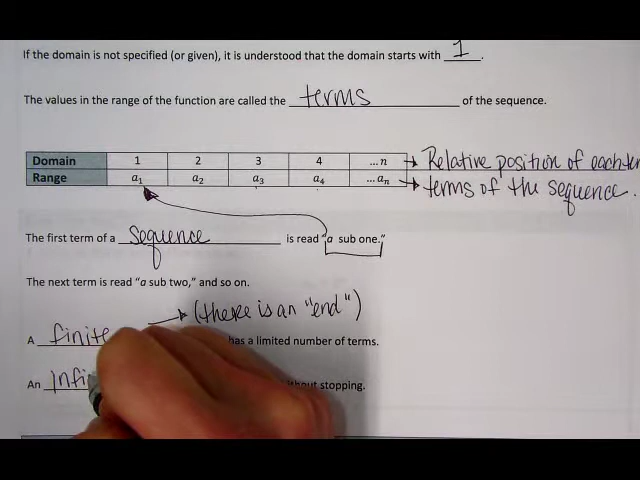 If the domain is not specified (or given), it is understood that the domain starts with 1.
The values in the range of the function are called the terms of the sequence.
Domain 1 2 3 4 ...n → Relative position of each
Range a₁ a₂ a₃ a₄ ...aₙ → terms of the sequence.
The first term of a sequence is read "a sub one."
The next term is read "a sub two," and so on.
(there is an "end")
A finite has a limited number of terms.
An infi without stopping.